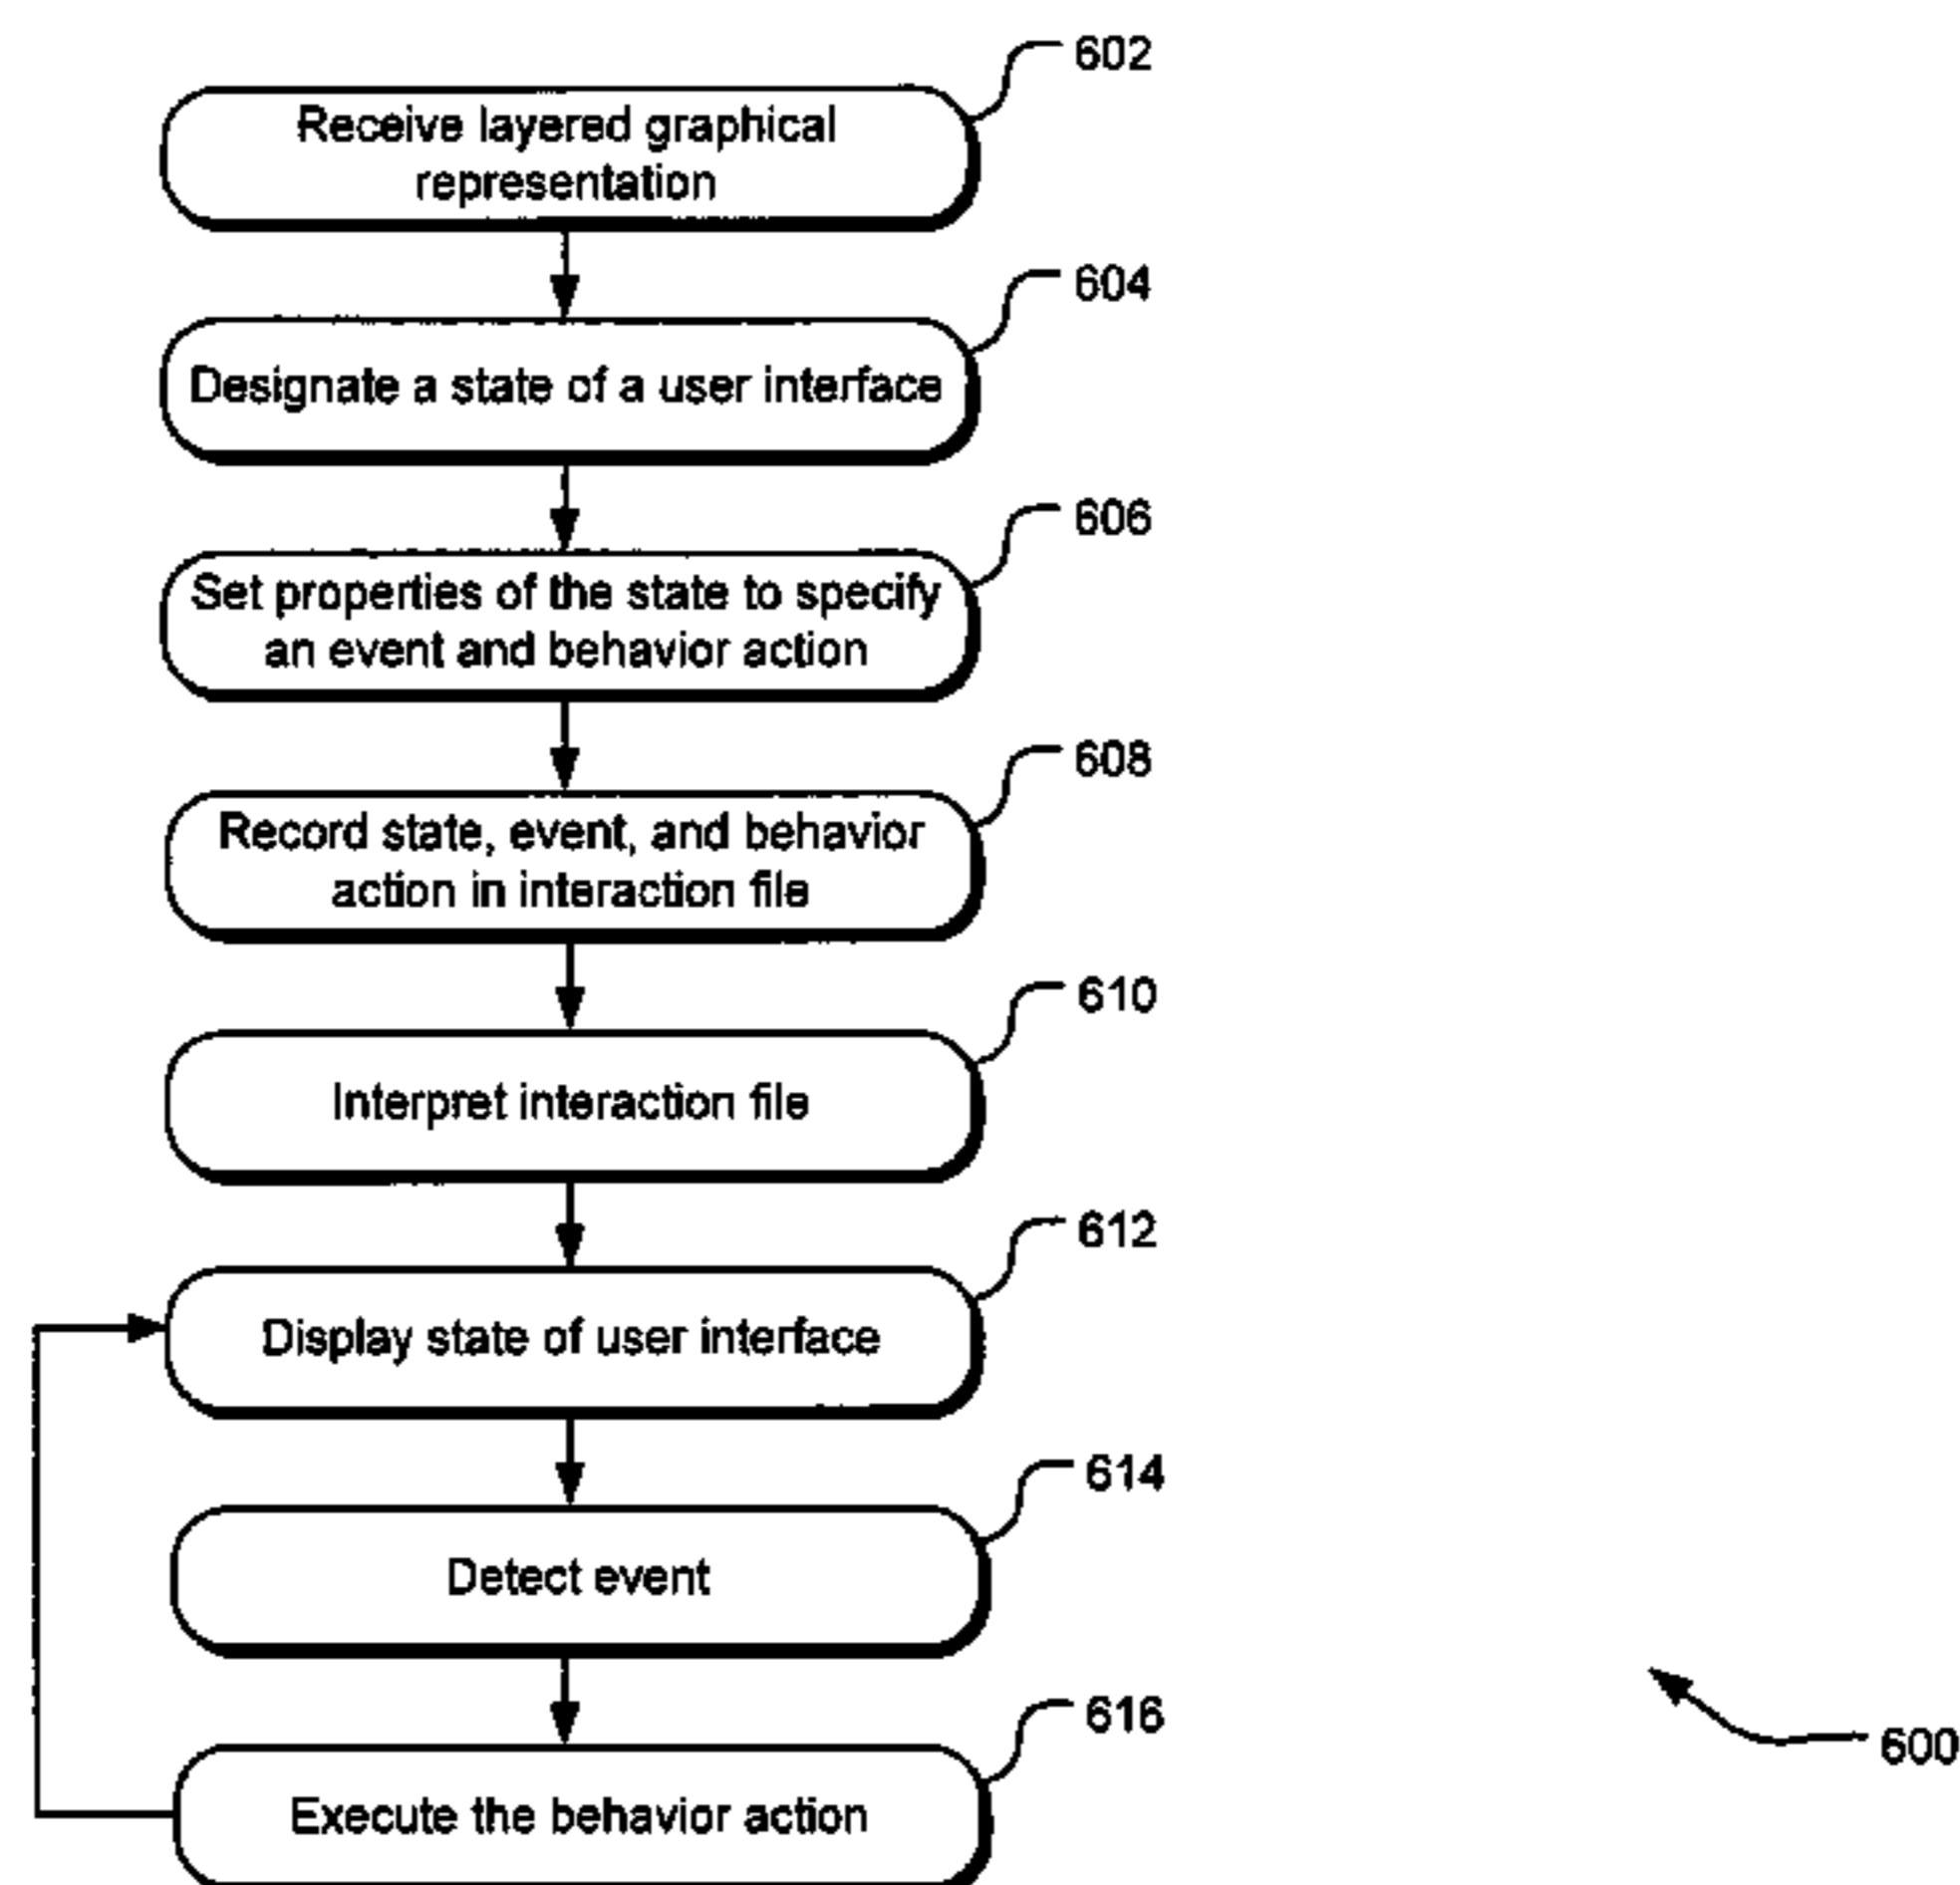 602
Receive layered graphical
representation
604
Designate a state of a user interface
606
Set properties of the state to specify
an event and behavior action
608
Record state, event, and behavior
action in interaction file
610
Interpret interaction file
612
Display state of user interface
614
Detect event
616
Execute the behavior action
600